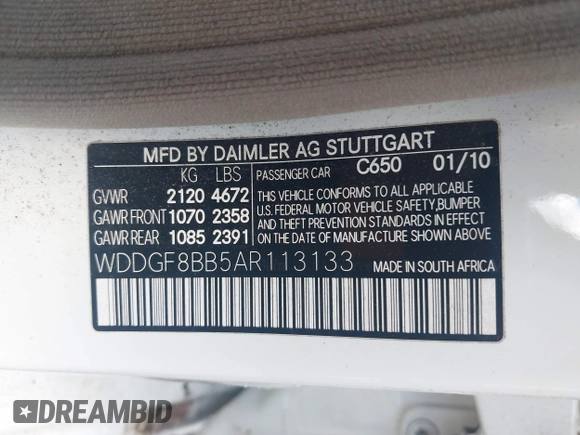 MFD BY DAIMLER AG STUTTGART
KG LBS PASSENGER CAR C650 01/10
GVWR 2120 4672
GAWR FRONT 1070 2358
GAWR REAR 1085 2391
THIS VEHICLE CONFORMS TO ALL APPLICABLE
U.S. FEDERAL MOTOR VEHICLE SAFETY,BUMPER
AND THEFT PREVENTION STANDARDS IN EFFECT
ON DATE OF MANUFACTURE SHOWN ABOVE.
WDDGF8BB5AR113133 MADE IN SOUTH AFRICA
DREAMBID